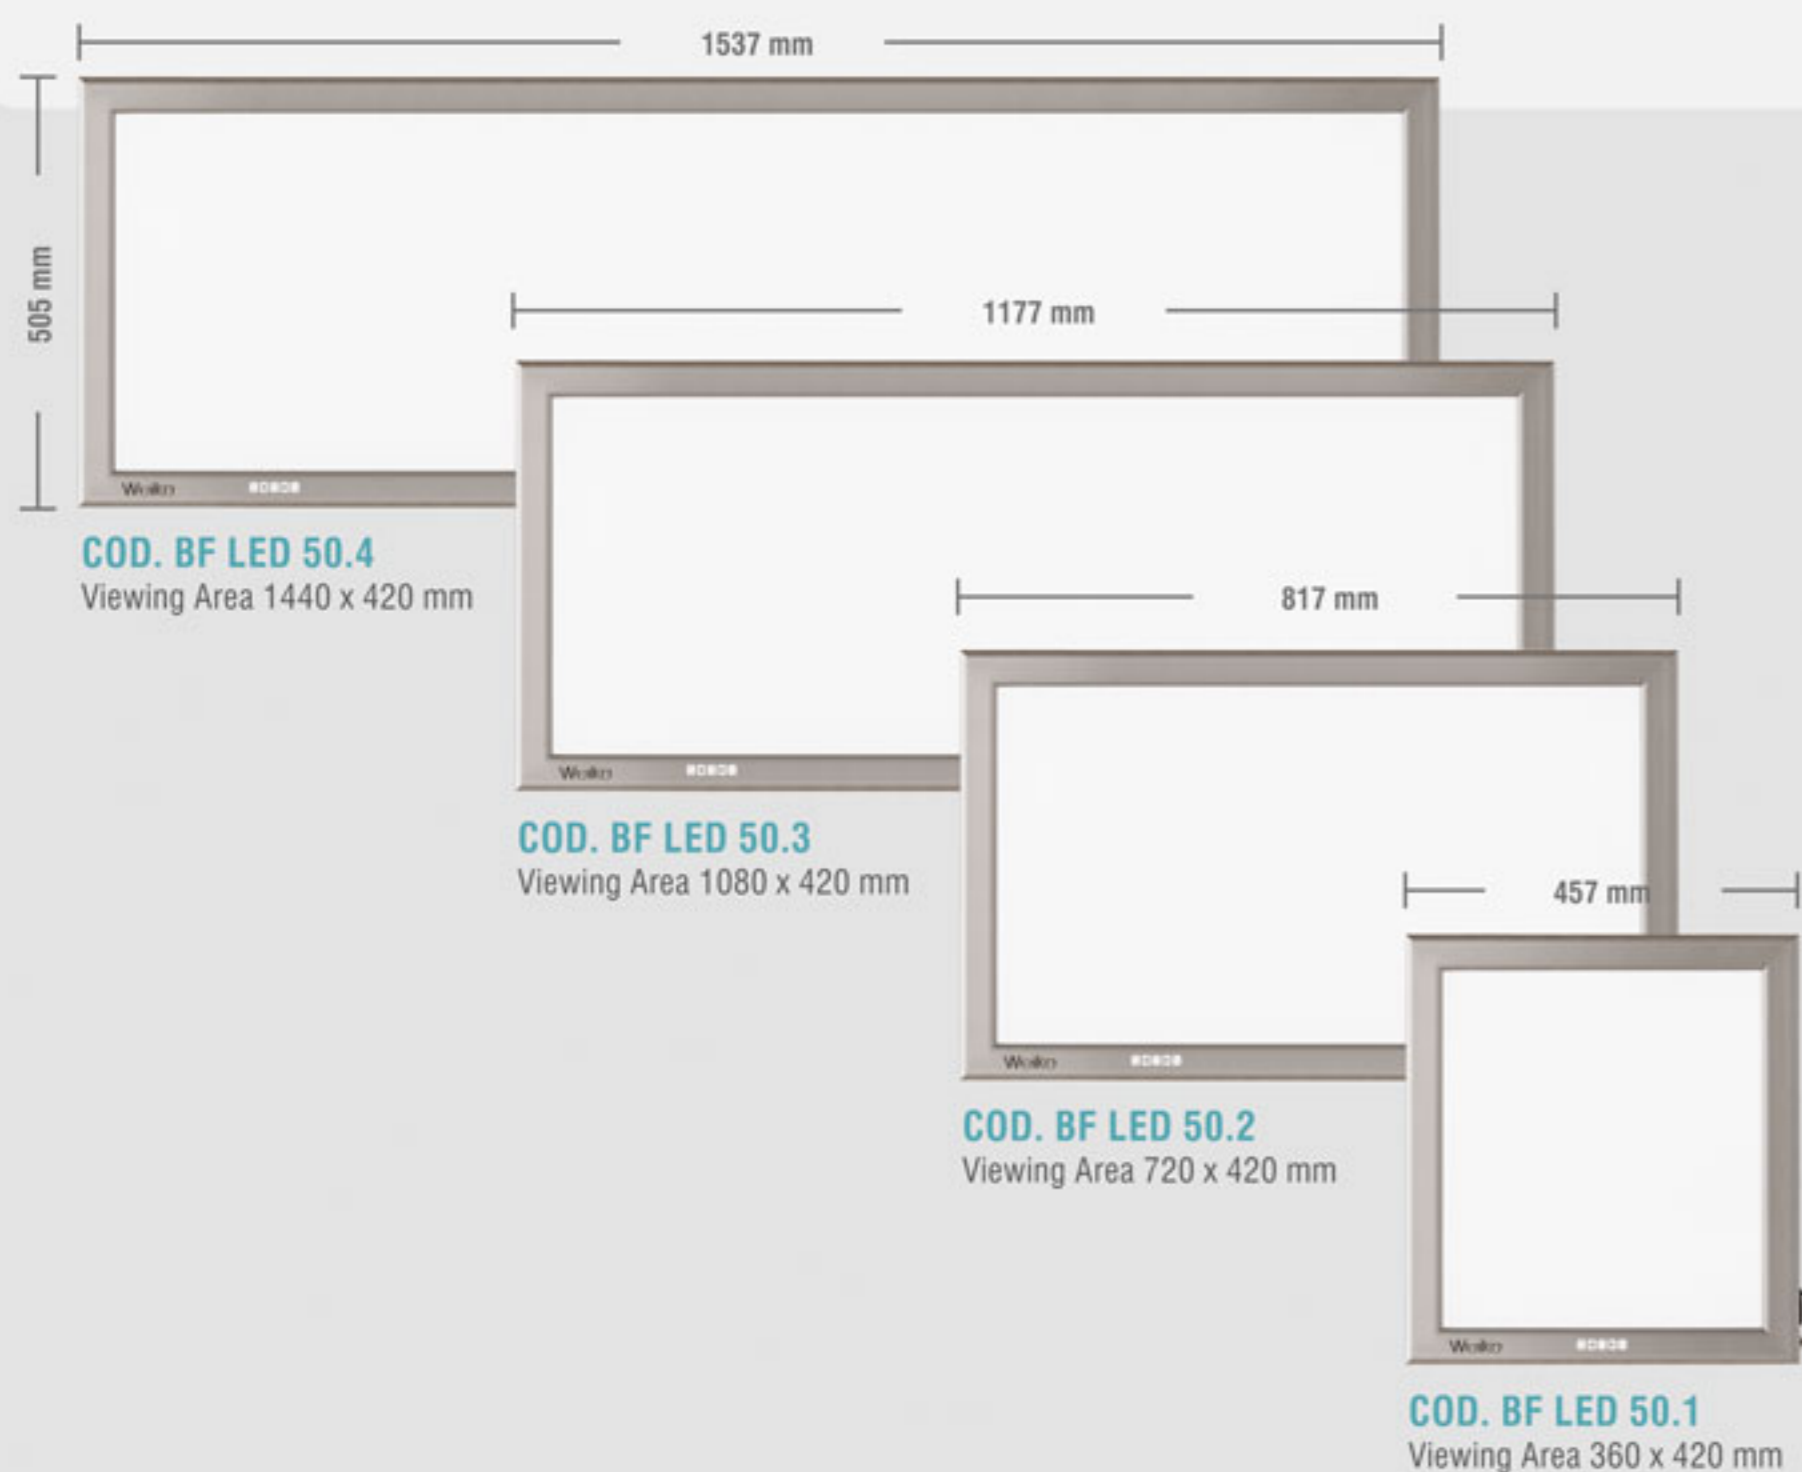 1537 mm
505 mm
1177 mm
COD. BF LED 50.4
Viewing Area 1440 x 420 mm
817 mm
COD. BF LED 50.3
Viewing Area 1080 x 420 mm
457 mm
COD. BF LED 50.2
Viewing Area 720 x 420 mm
COD. BF LED 50.1
Viewing Area 360 x 420 mm